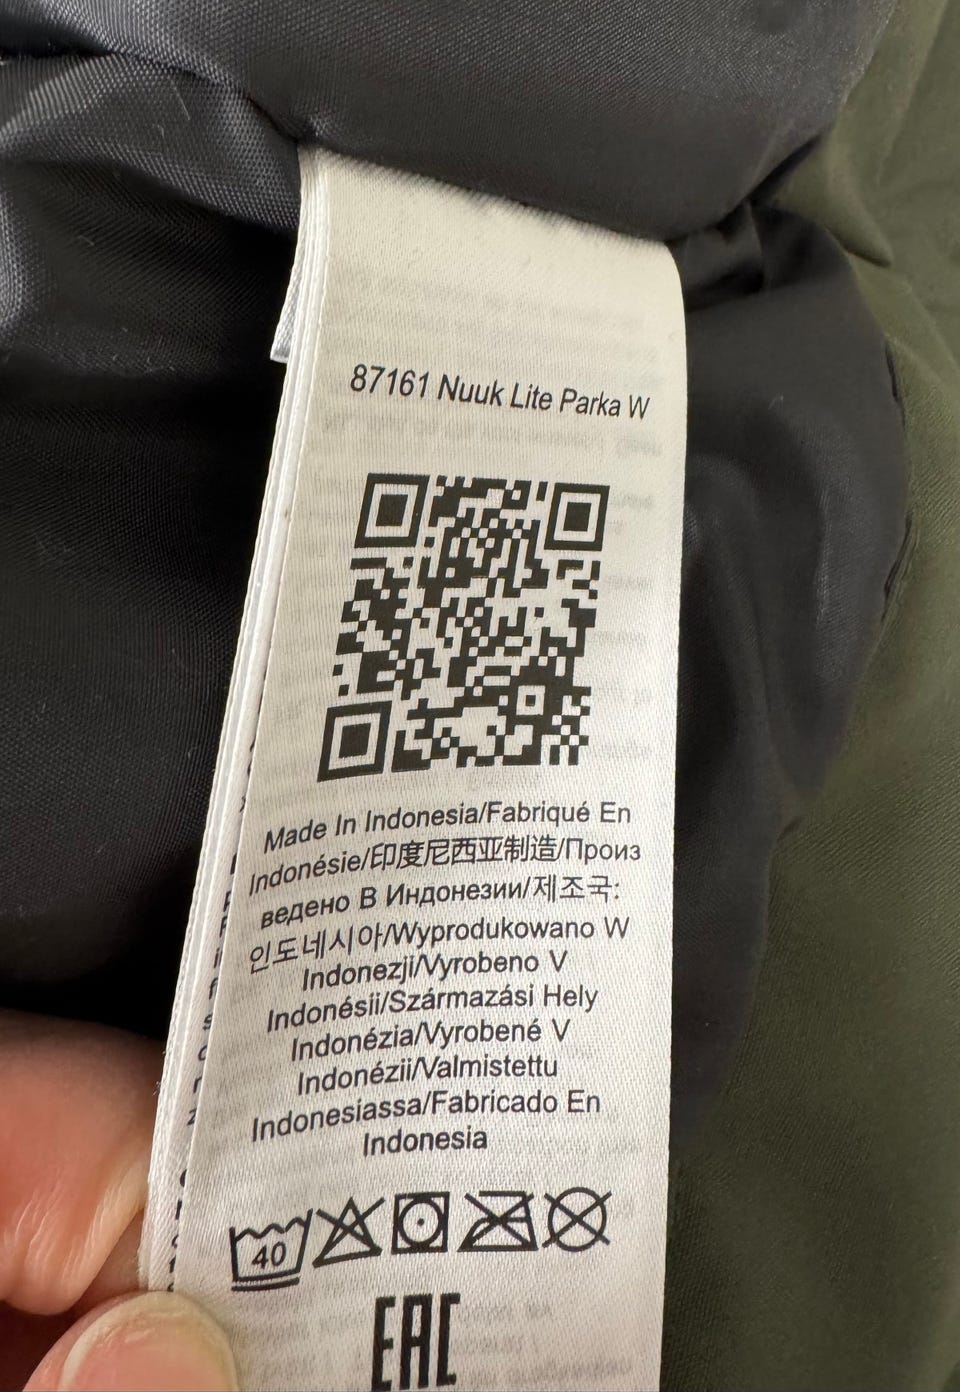 87161 Nuuk Lite Parka W
Made In Indonesia/Fabriqué En
Indonésie/印度尼西亚制造/Произ
ведено В Индонезии/제조국:
인도네시아/Wyprodukowano W
Indonezji/Vyrobeno V
Indonésii/Származási Hely
Indonézia/Vyrobené V
Indonézii/Valmistettu
Indonesiassa/Fabricado En
Indonesia
40
EAC